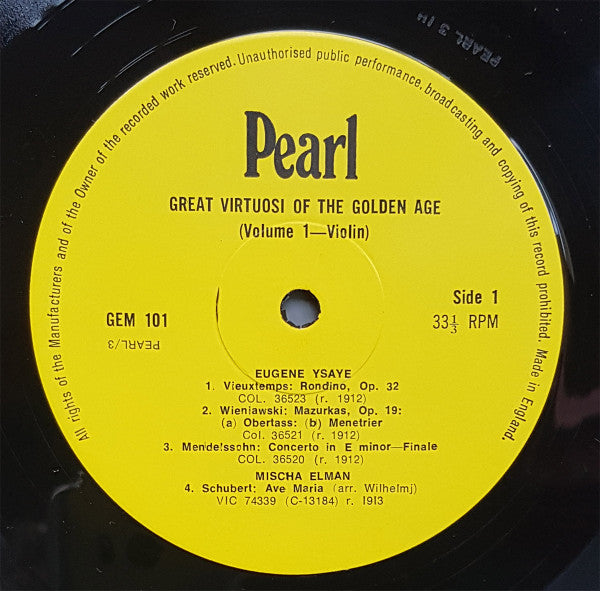 All rights of the Manufacturers and of the Owner of the recorded work reserved. Unauthorised public performance, broadcasting and copying of this record prohibited. Made in England.
PEARL 3
Pearl
GREAT VIRTUOSI OF THE GOLDEN AGE
(Volume 1—Violin)
GEM 101
Side 1
PEARL/3
33⅓ RPM
EUGENE YSAYE
1. Vieuxtemps: Rondino, Op. 32
COL. 36523 (r. 1912)
2. Wieniawski: Mazurkas, Op. 19:
(a) Obertass: (b) Menetrier
Col. 36521 (r. 1912)
3. Mendelssohn: Concerto in E minor—Finale
COL. 36520 (r. 1912)
MISCHA ELMAN
4. Schubert: Ave Maria (arr. Wilhelmj)
VIC 74339 (C-13184) r. 1913